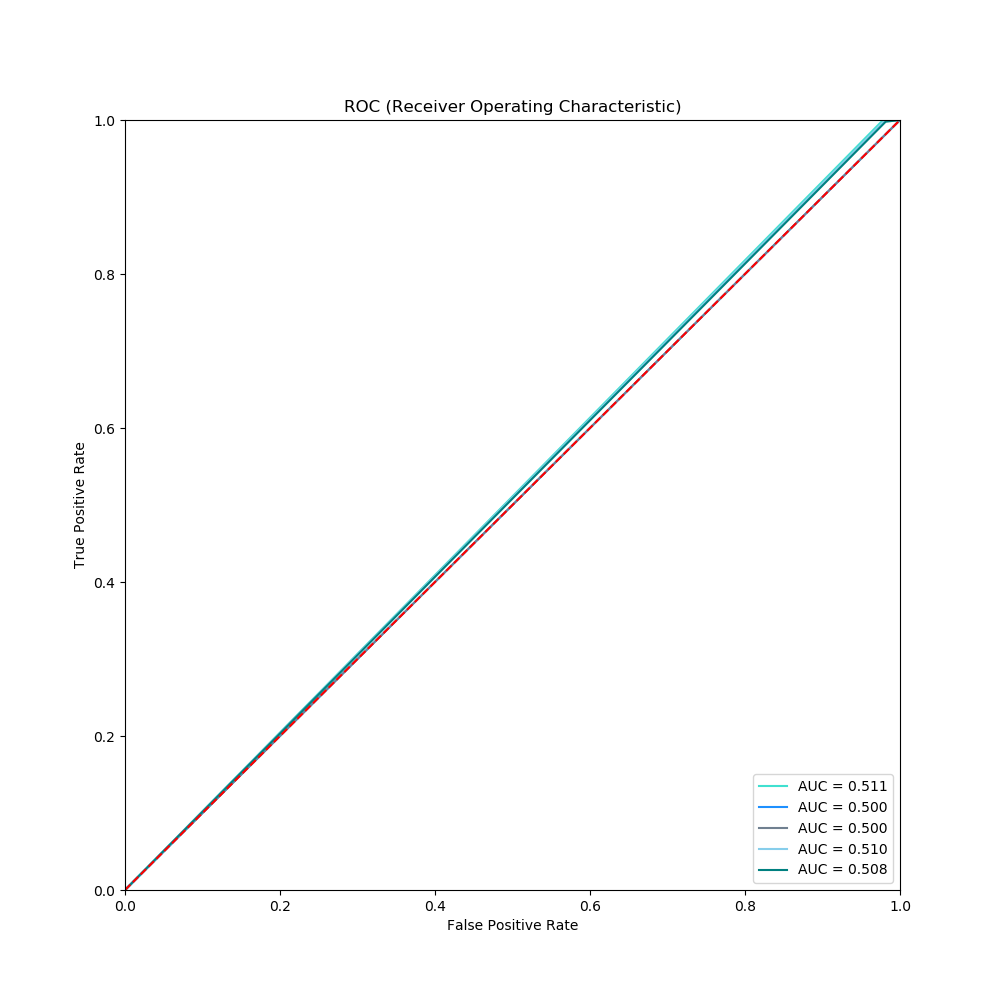 ROC (Receiver Operating Characteristic)
1.0
0.8
0.6
0.4
0.2
0.0
True Positive Rate
0.0 0.2 0.4 0.6 0.8 1.0
False Positive Rate
AUC = 0.511
AUC = 0.500
AUC = 0.500
AUC = 0.510
AUC = 0.508